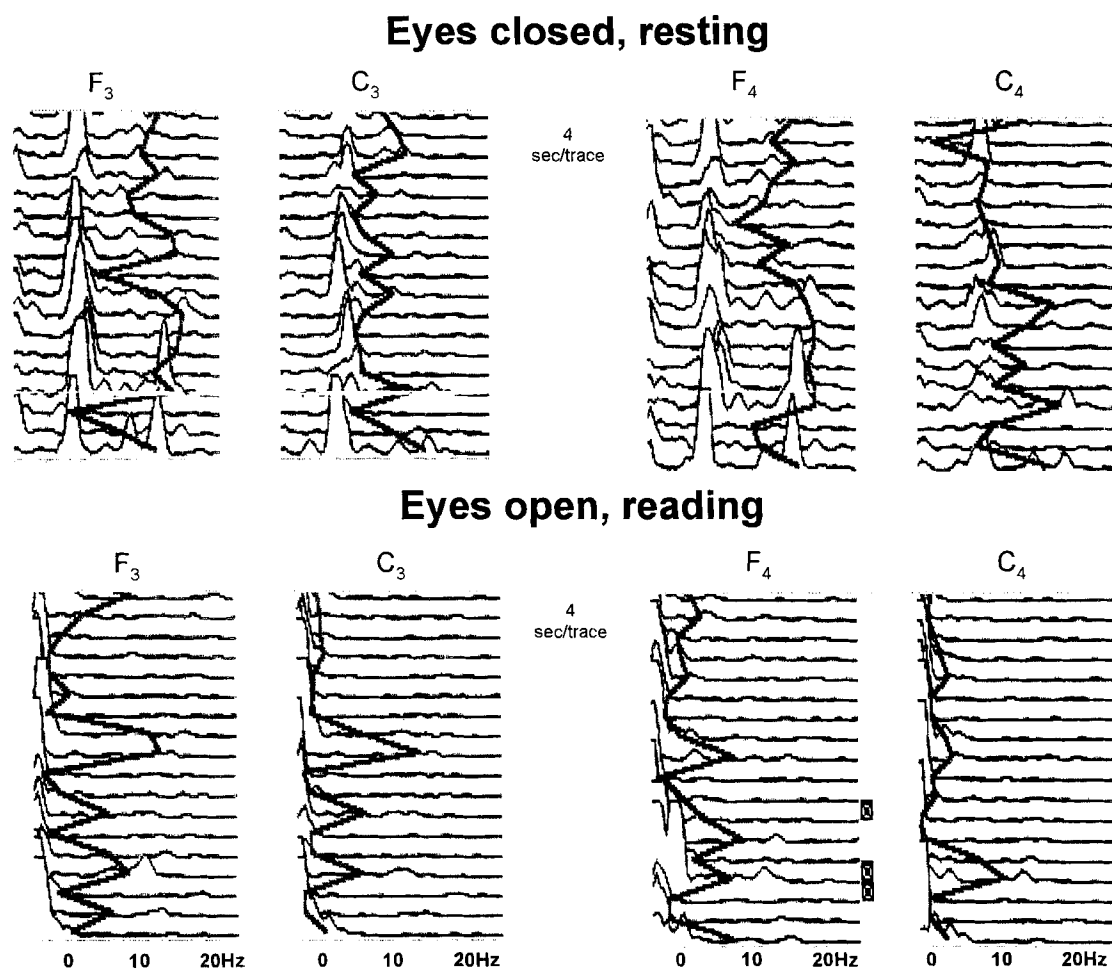 Eyes closed, resting
F3 C3 F4 C4
4
sec/trace
Eyes open, reading
F3 C3 F4 C4
4
sec/trace
0 10 20Hz 0 10 20Hz 0 10 20Hz 0 10 20Hz